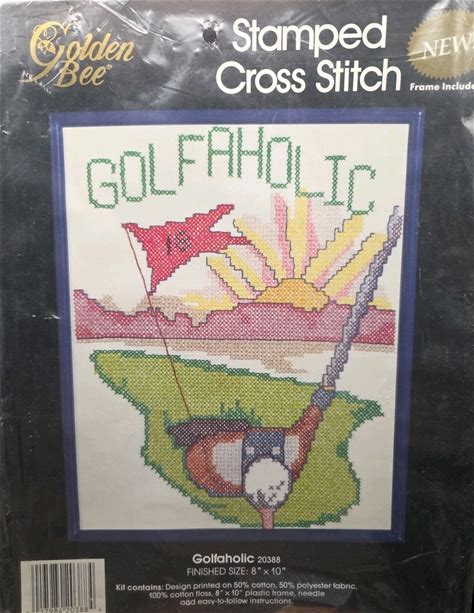 Golden
Bee®
Stamped
Cross Stitch
NEW
Frame Include
GOLFAHOLIC
18
Golfaholic 20388
FINISHED SIZE: 8" × 10"
Kit contains: Design printed on 50% cotton, 50% polyester fabric,
100% cotton floss, 8" × 10" plastic frame, needle
and easy-to-follow instructions.